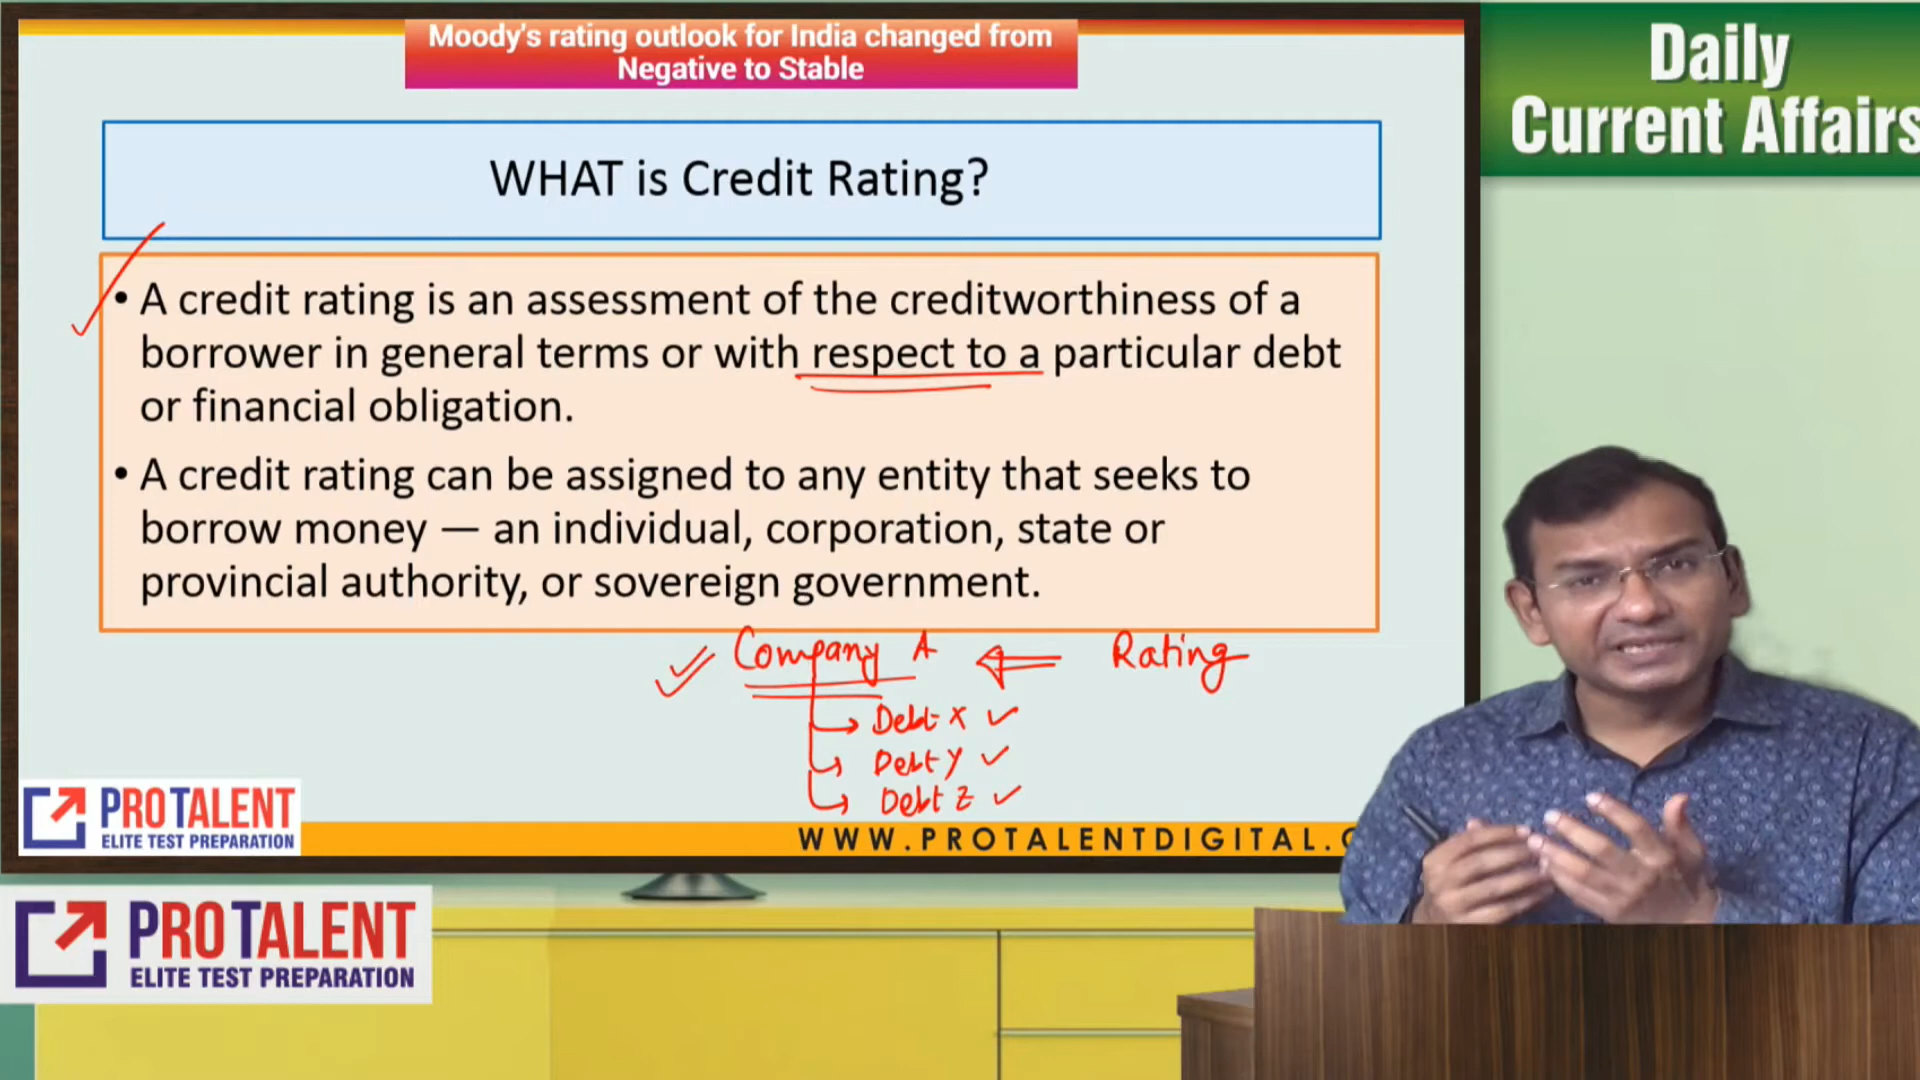 Moody's rating outlook for India changed from
Negative to Stable
Daily
Current Affairs
WHAT is Credit Rating?
• A credit rating is an assessment of the creditworthiness of a
borrower in general terms or with respect to a particular debt
or financial obligation.
• A credit rating can be assigned to any entity that seeks to
borrow money — an individual, corporation, state or
provincial authority, or sovereign government.
Company A Rating
Debt X
Debt Y
Debt Z
PROTALENT
ELITE TEST PREPARATION
WWW.PROTALENTDIGITAL.
PROTALENT
ELITE TEST PREPARATION